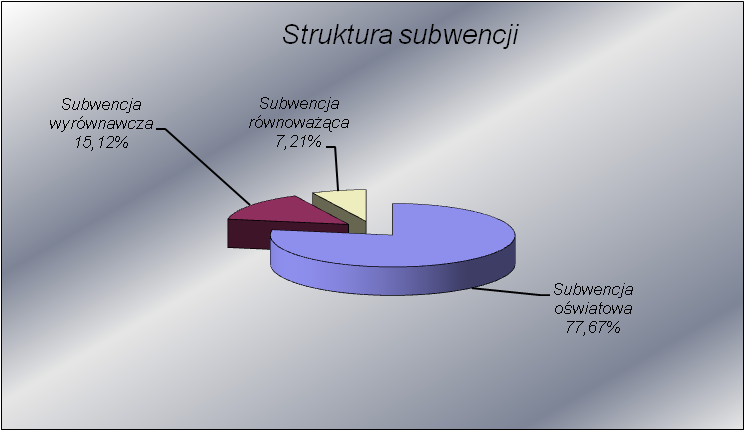 Struktura subwencji
Subwencja
wyrównawcza
15,12%
Subwencja
równoważąca
7,21%
Subwencja
oświatowa
77,67%